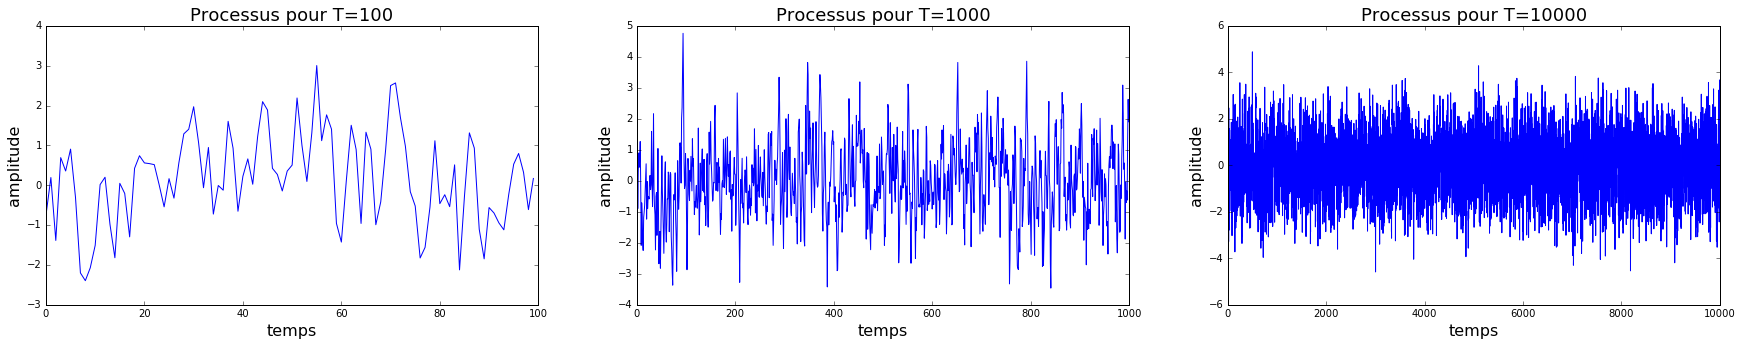 Processus pour T=100
4
3
2
1
0
−1
−2
−3
amplitude
0 20 40 60 80 100
temps
Processus pour T=1000
5
4
3
2
1
0
−1
−2
−3
−4
amplitude
0 200 400 600 800 1000
temps
Processus pour T=10000
6
4
2
0
−2
−4
−6
amplitude
0 2000 4000 6000 8000 10000
temps